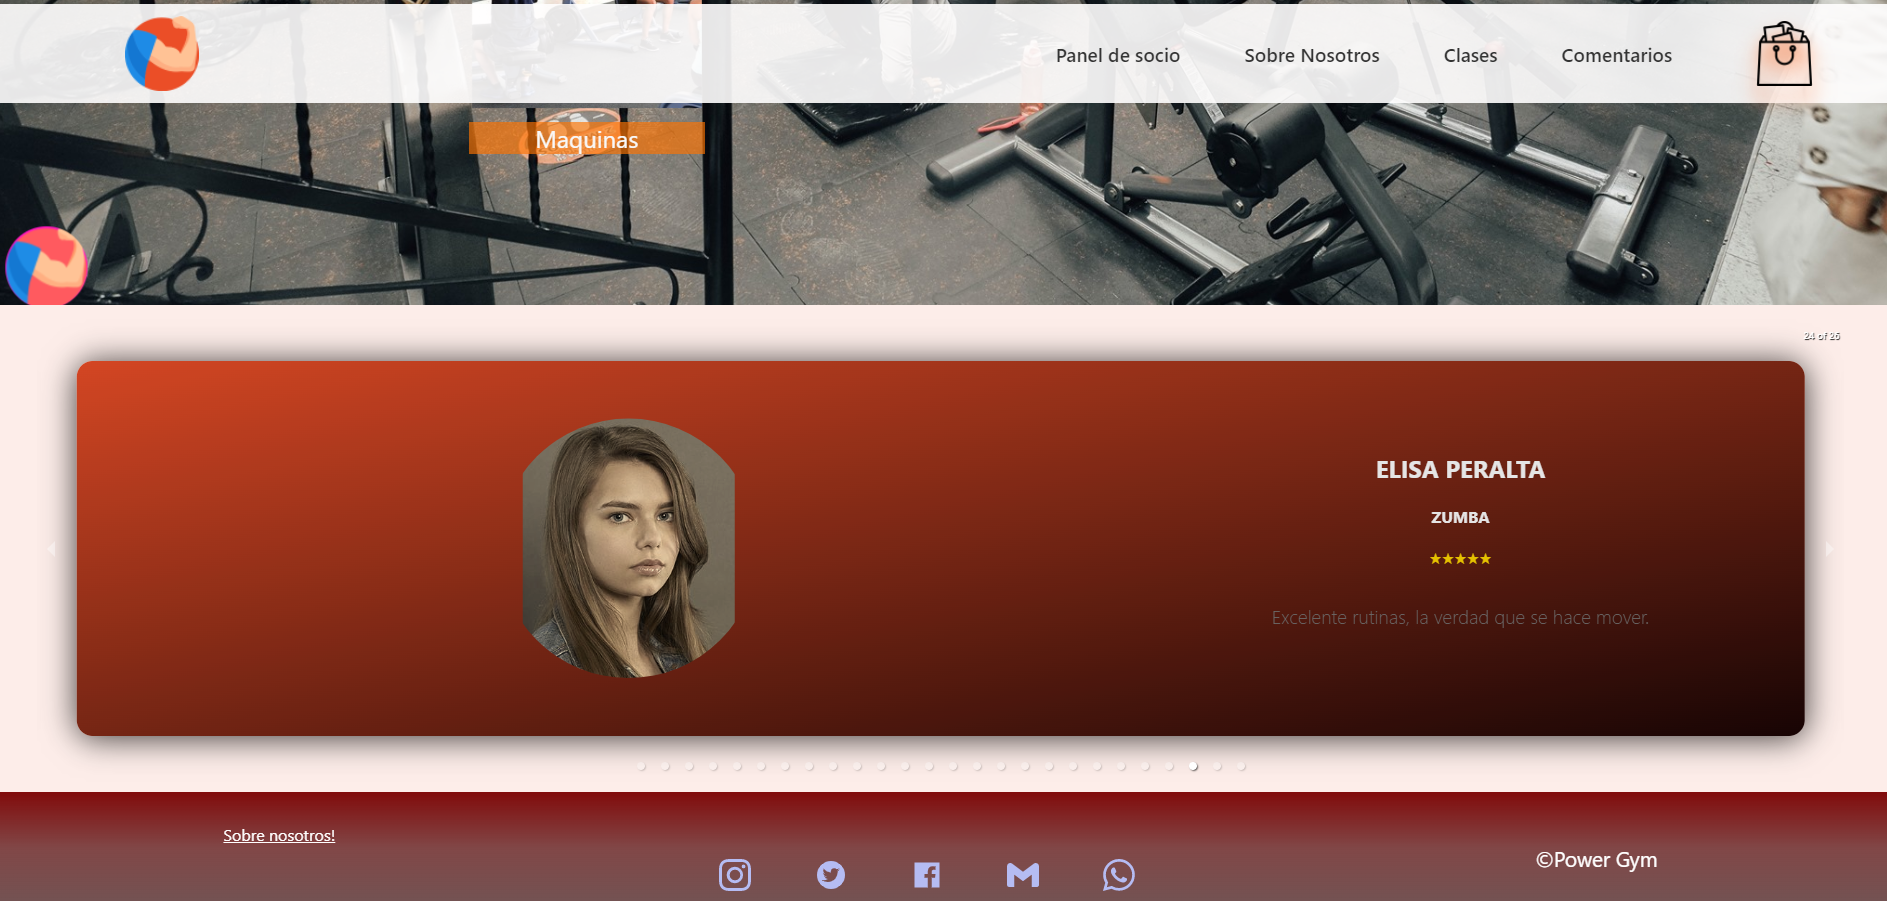 Panel de socio
Sobre Nosotros
Clases
Comentarios
Maquinas
24 of 26
ELISA PERALTA
ZUMBA
★★★★★
Excelente rutinas, la verdad que se hace mover.
Sobre nosotros!
©Power Gym